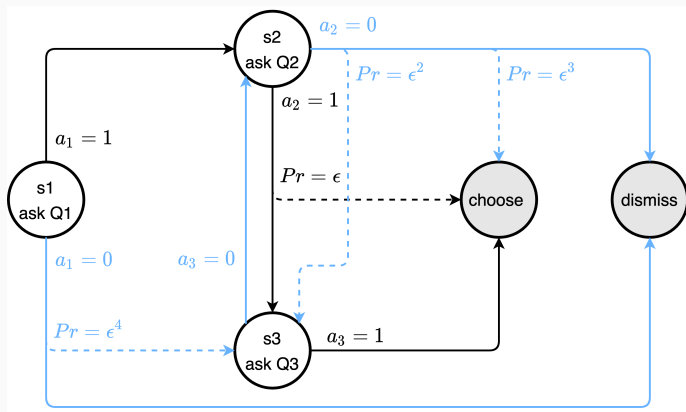 s2
ask Q2
a₂ = 0
Pr = ϵ²
Pr = ϵ³
a₂ = 1
a₁ = 1
s1
ask Q1
Pr = ϵ
choose
dismiss
a₁ = 0
a₃ = 0
Pr = ϵ⁴
s3
ask Q3
a₃ = 1